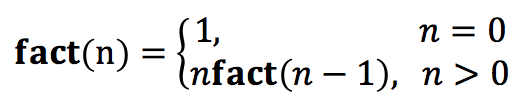 fact(n) = { 1, n = 0
nfact(n − 1), n > 0